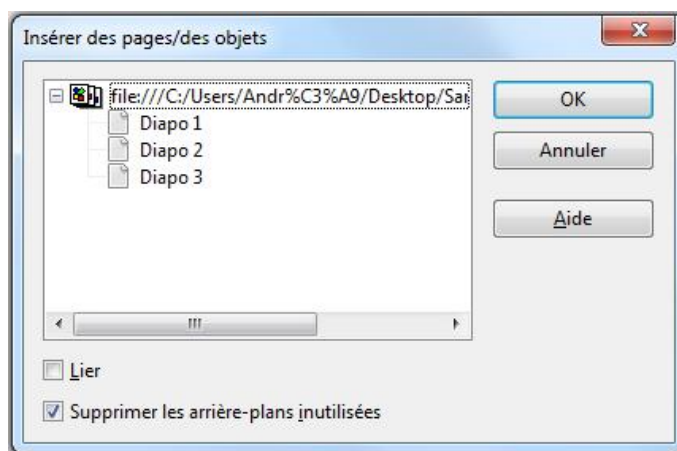 Insérer des pages/des objets
file:///C:/Users/Andr%C3%A9/Desktop/Sar
Diapo 1
Diapo 2
Diapo 3
OK
Annuler
Aide
Lier
Supprimer les arrière-plans inutilisées